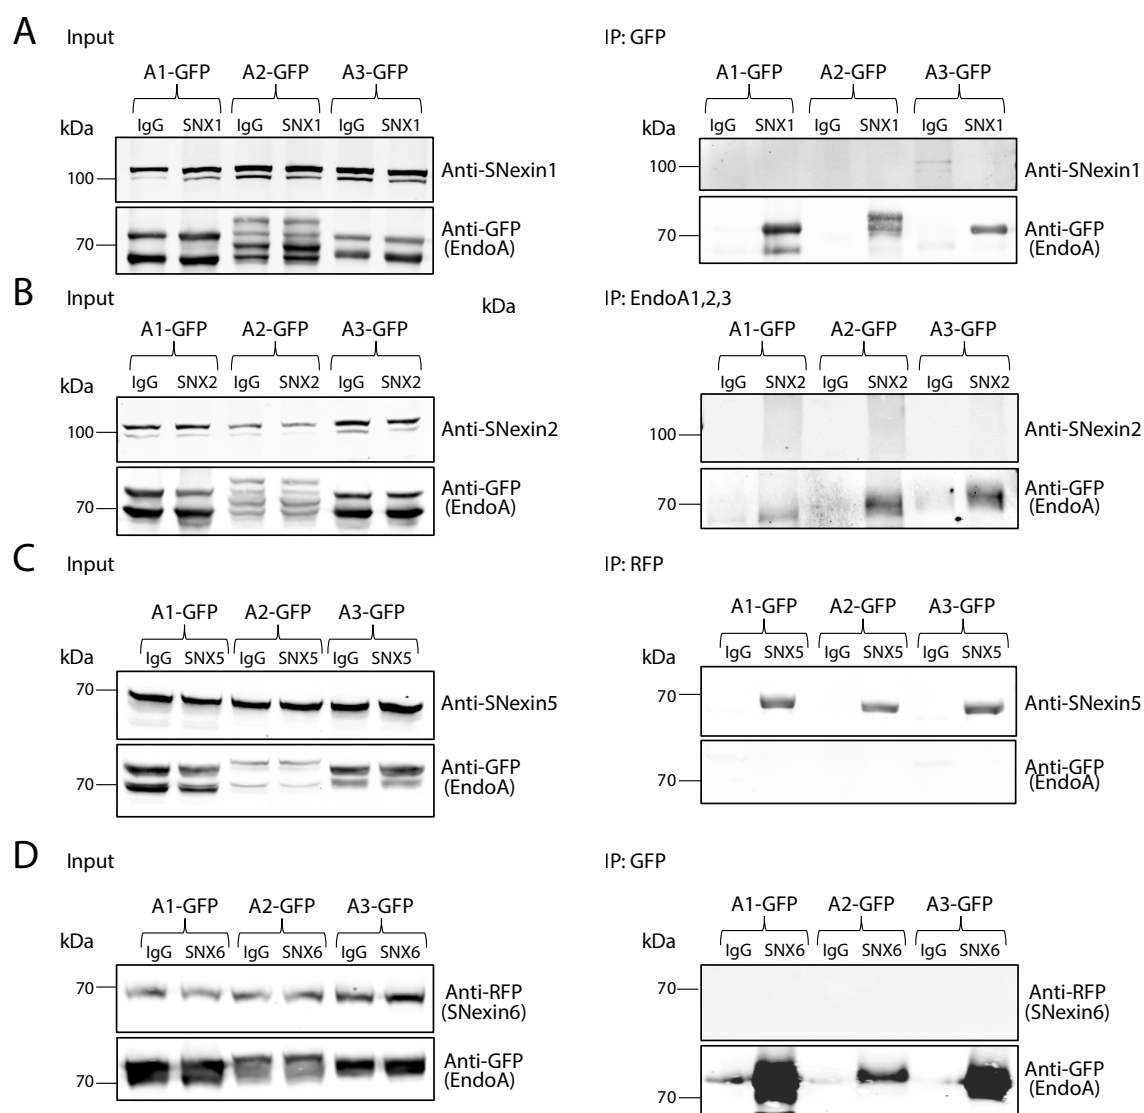 A
Input
IP: GFP
A1-GFP A2-GFP A3-GFP
A1-GFP A2-GFP A3-GFP
kDa
IgG SNX1 IgG SNX1 IgG SNX1
kDa
IgG SNX1 IgG SNX1 IgG SNX1
100
Anti-SNexin1
100
Anti-SNexin1
70
Anti-GFP
(EndoA)
70
Anti-GFP
(EndoA)
B
Input
kDa
IP: EndoA1,2,3
A1-GFP A2-GFP A3-GFP
A1-GFP A2-GFP A3-GFP
kDa
IgG SNX2 IgG SNX2 IgG SNX2
kDa
IgG SNX2 IgG SNX2 IgG SNX2
100
Anti-SNexin2
100
Anti-SNexin2
70
Anti-GFP
(EndoA)
70
Anti-GFP
(EndoA)
C
Input
IP: RFP
A1-GFP A2-GFP A3-GFP
A1-GFP A2-GFP A3-GFP
kDa
IgG SNX5 IgG SNX5 IgG SNX5
kDa
IgG SNX5 IgG SNX5 IgG SNX5
70
Anti-SNexin5
70
Anti-SNexin5
70
Anti-GFP
(EndoA)
70
Anti-GFP
(EndoA)
D
Input
IP: GFP
A1-GFP A2-GFP A3-GFP
A1-GFP A2-GFP A3-GFP
kDa
IgG SNX6 IgG SNX6 IgG SNX6
kDa
IgG SNX6 IgG SNX6 IgG SNX6
70
Anti-RFP
(SNexin6)
70
Anti-RFP
(SNexin6)
70
Anti-GFP
(EndoA)
70
Anti-GFP
(EndoA)